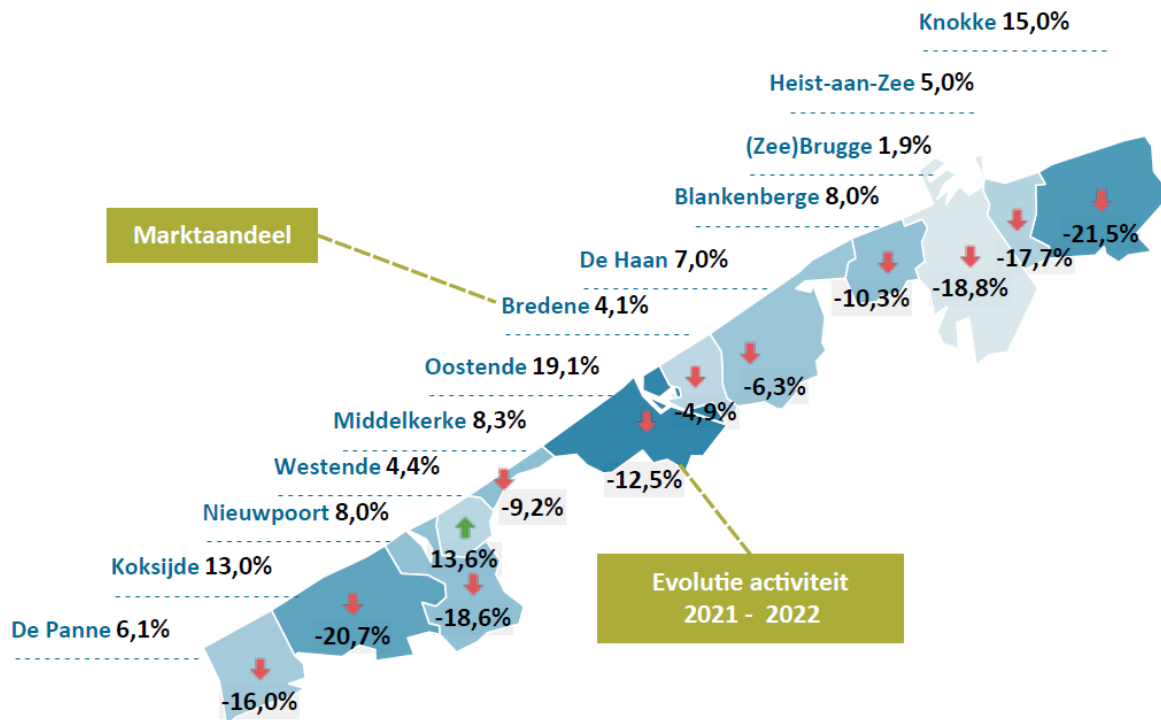 Knokke 15,0%
Heist-aan-Zee 5,0%
(Zee)Brugge 1,9%
Blankenberge 8,0%
De Haan 7,0%
Bredene 4,1%
Oostende 19,1%
Middelkerke 8,3%
Westende 4,4%
Nieuwpoort 8,0%
Koksijde 13,0%
De Panne 6,1%
Marktaandeel
-21,5%
-17,7%
-18,8%
-10,3%
-6,3%
-4,9%
-12,5%
-9,2%
13,6%
-18,6%
-20,7%
-16,0%
Evolutie activiteit
2021 - 2022